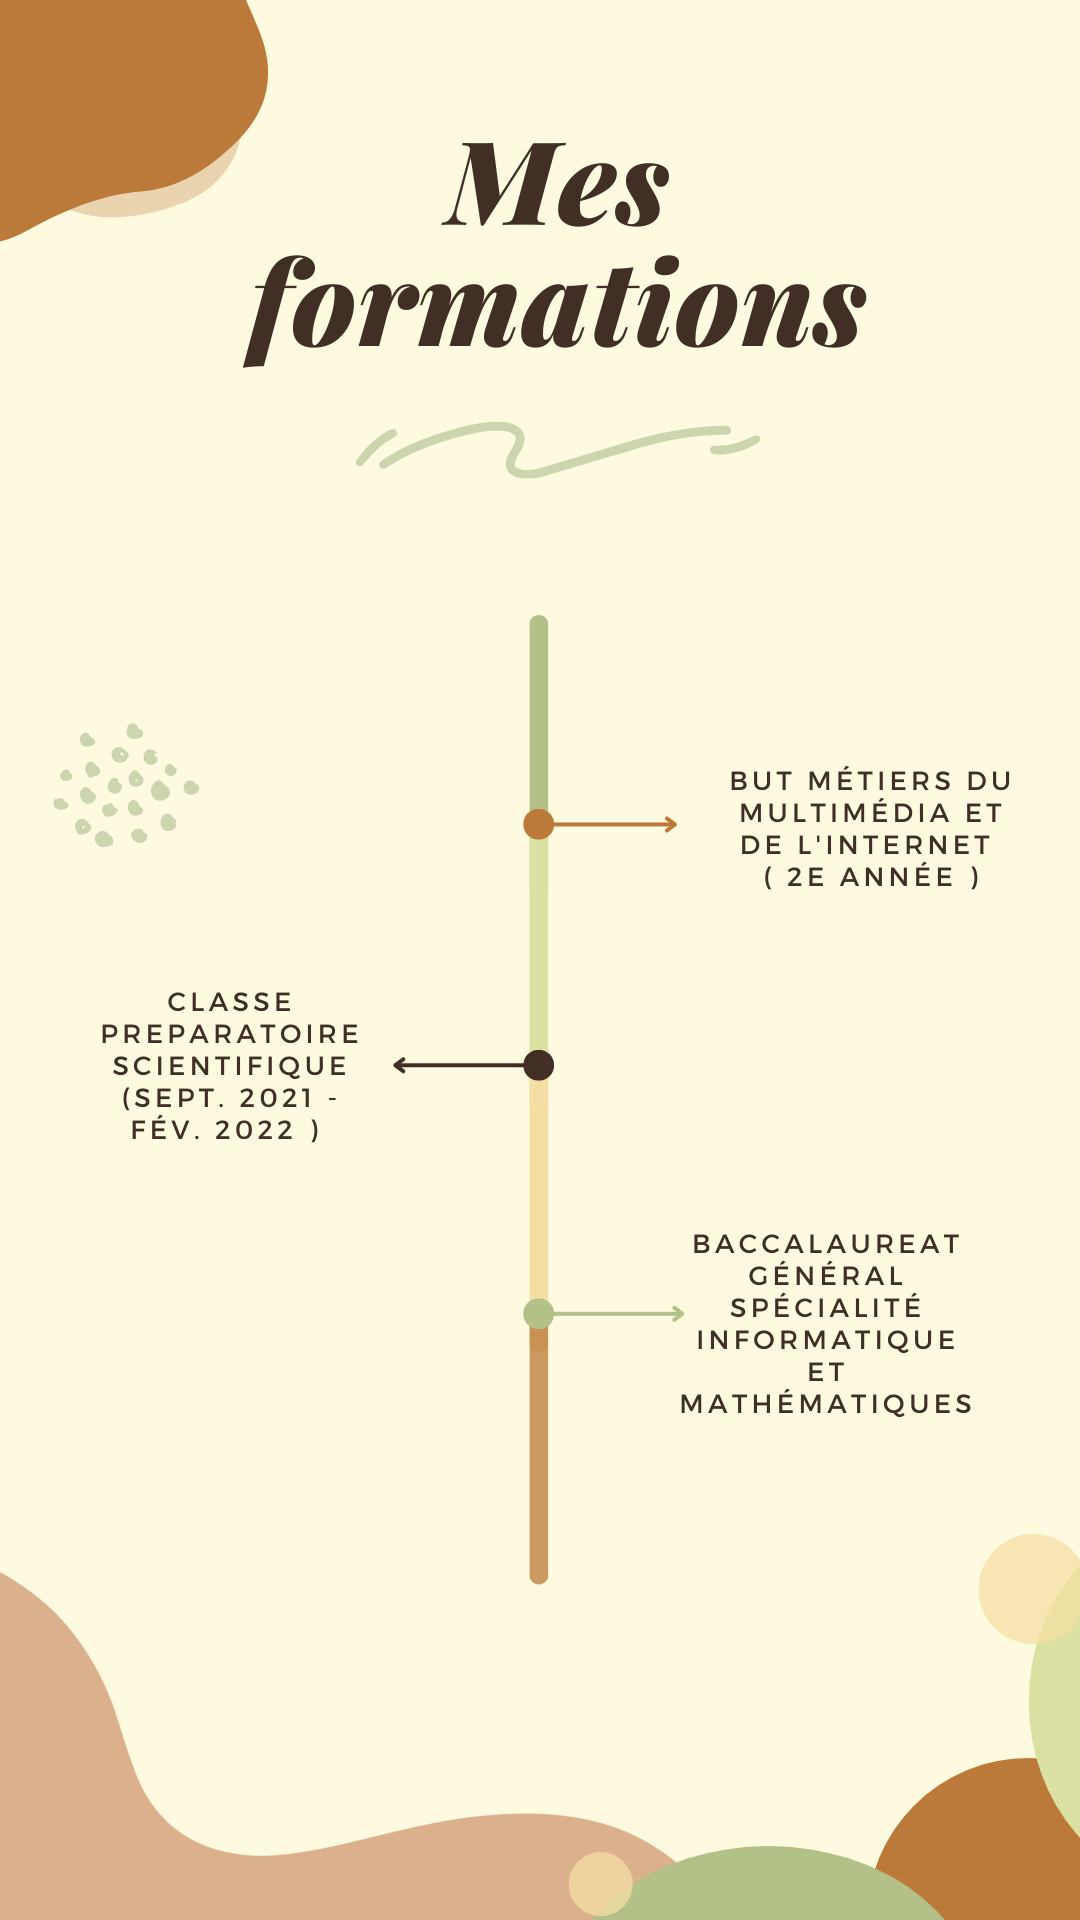 Mes
formations
BUT MÉTIERS DU
MULTIMÉDIA ET
DE L'INTERNET
( 2E ANNÉE )
CLASSE
PREPARATOIRE
SCIENTIFIQUE
(SEPT. 2021 -
FÉV. 2022 )
BACCALAUREAT
GÉNÉRAL
SPÉCIALITÉ
INFORMATIQUE
ET
MATHÉMATIQUES